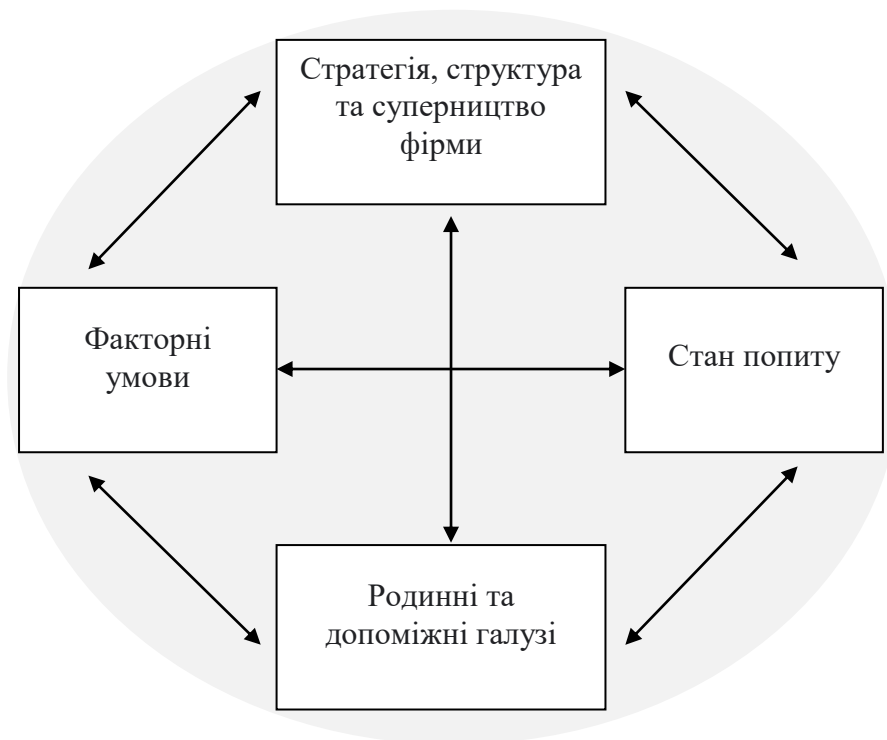 Стратегія, структура
та суперництво
фірми
Факторні
умови
Стан попиту
Родинні та
допоміжні галузі